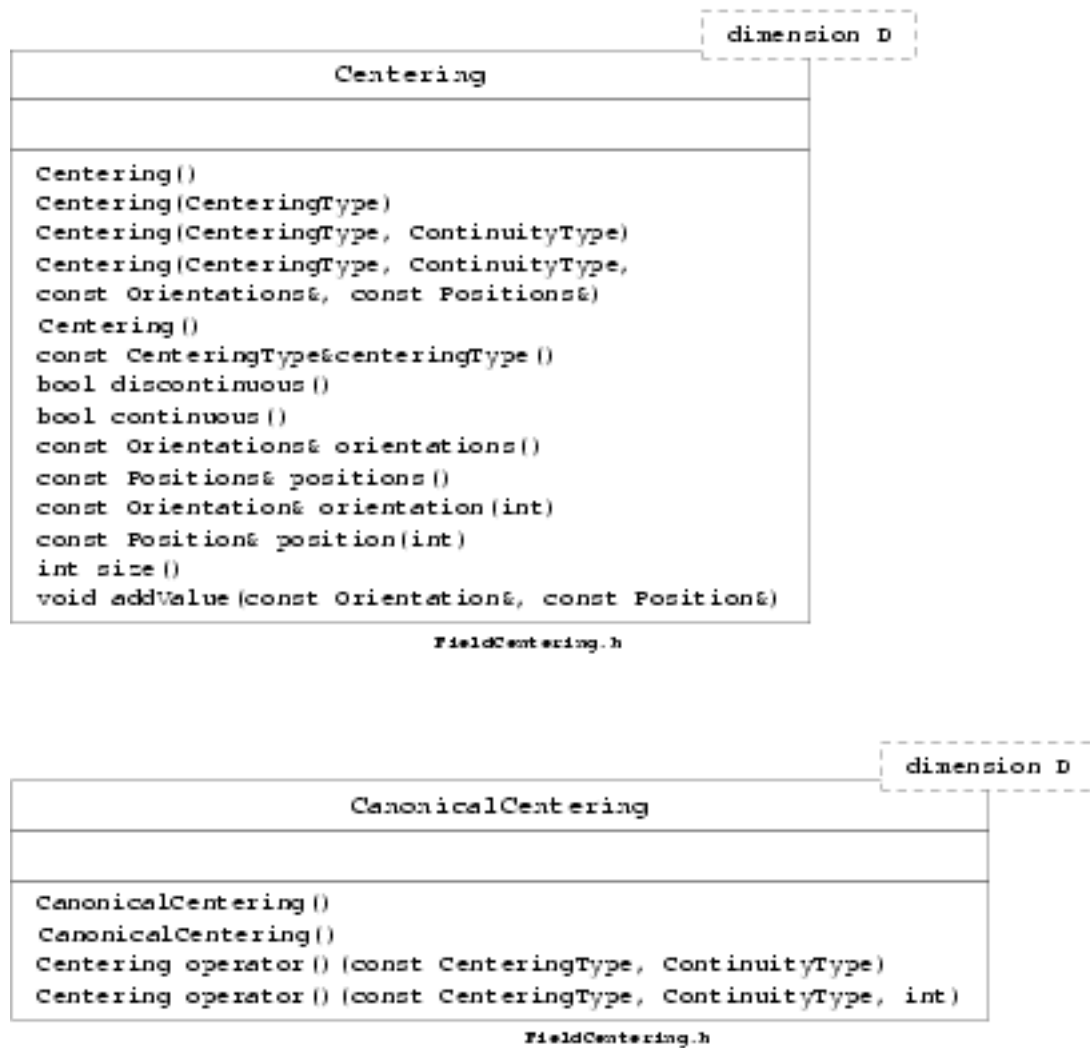 dimension D
Centering
Centering()
Centering(CenteringType)
Centering(CenteringType, ContinuityType)
Centering(CenteringType, ContinuityType,
const Orientations&, const Positions&)
Centering()
const CenteringType&centeringType()
bool discontinuous()
bool continuous()
const Orientations& orientations()
const Positions& positions()
const Orientation& orientation(int)
const Position& position(int)
int size()
void addValue(const Orientation&, const Position&)
FieldCentering.h
dimension D
CanonicalCentering
CanonicalCentering()
CanonicalCentering()
Centering operator()(const CenteringType, ContinuityType)
Centering operator()(const CenteringType, ContinuityType, int)
FieldCentering.h